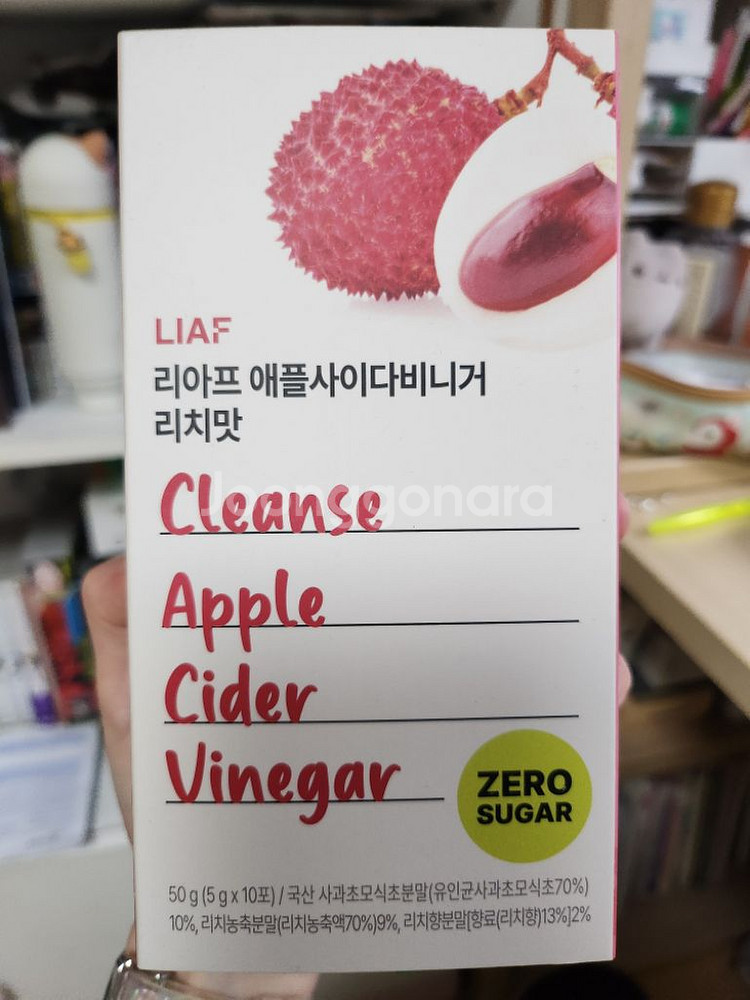 LIAF
리아프 애플사이다비니거
리치맛
Joonggonara
Cleanse
Apple
Cider
Vinegar
ZERO
SUGAR
50 g (5 g x 10포) / 국산 사과초모식초분말(유인균사과초모식초70%)
10%, 리치농축분말(리치농축액70%)9%, 리치향분말[향료(리치향)13%]2%